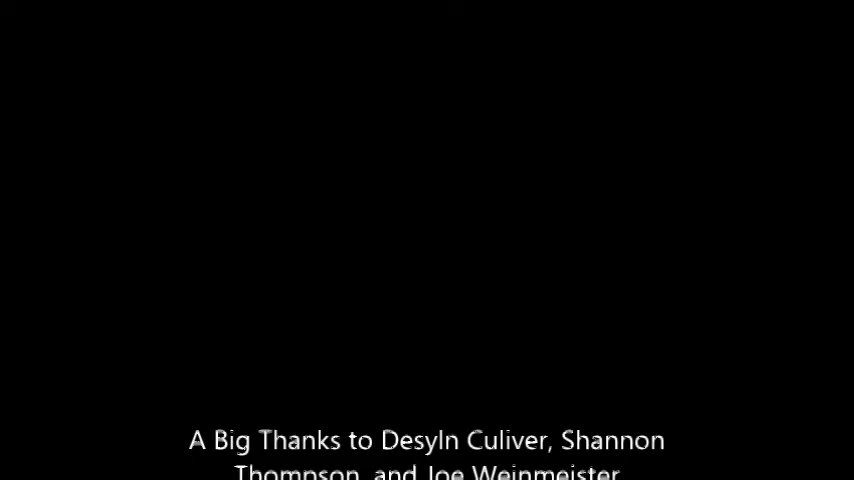 A Big Thanks to Desyln Culiver, Shannon
Thompson, and Joe Weinmeister